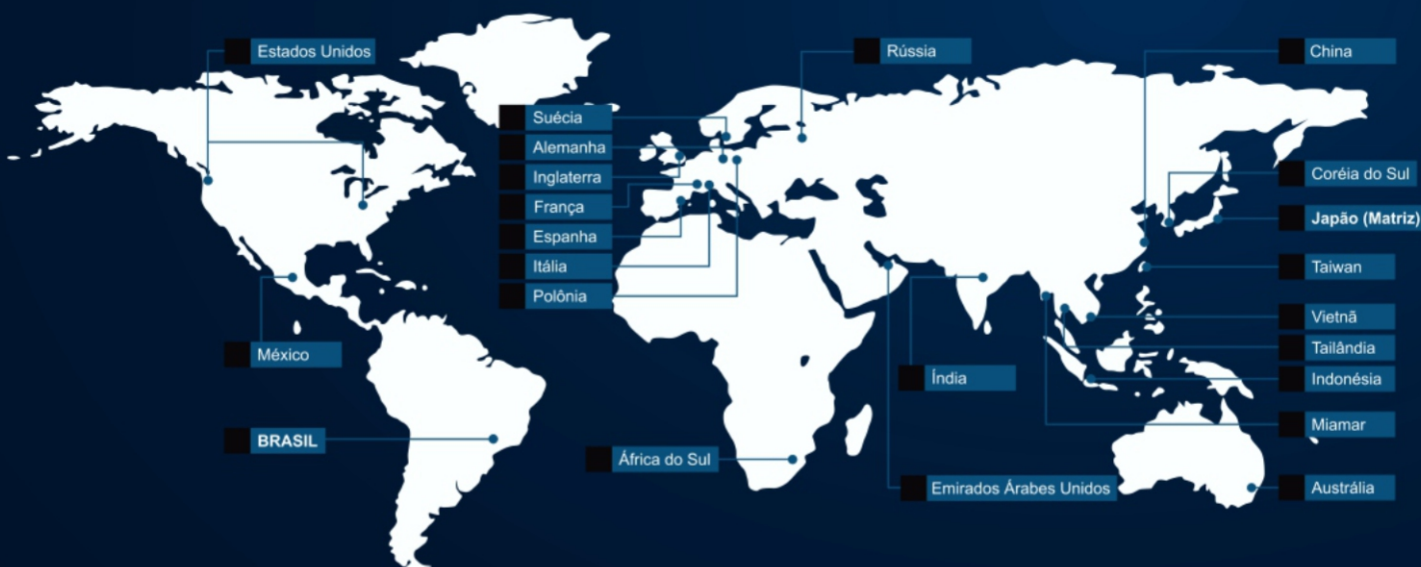 Estados Unidos
Rússia
China
Suécia
Alemanha
Inglaterra
França
Espanha
Itália
Polônia
Coréia do Sul
Japão (Matriz)
Taiwan
Vietnã
Tailândia
Indonésia
Miamar
Austrália
México
BRASIL
África do Sul
Índia
Emirados Árabes Unidos